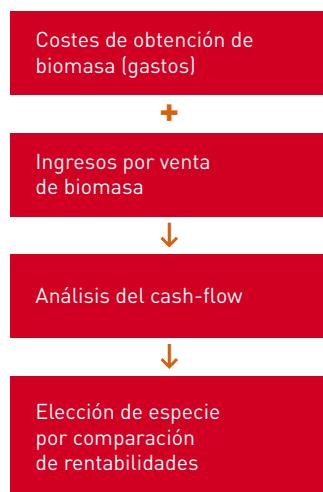 Costes de obtención de
biomasa (gastos)
+
Ingresos por venta
de biomasa
↓
Análisis del cash-flow
↓
Elección de especie
por comparación
de rentabilidades